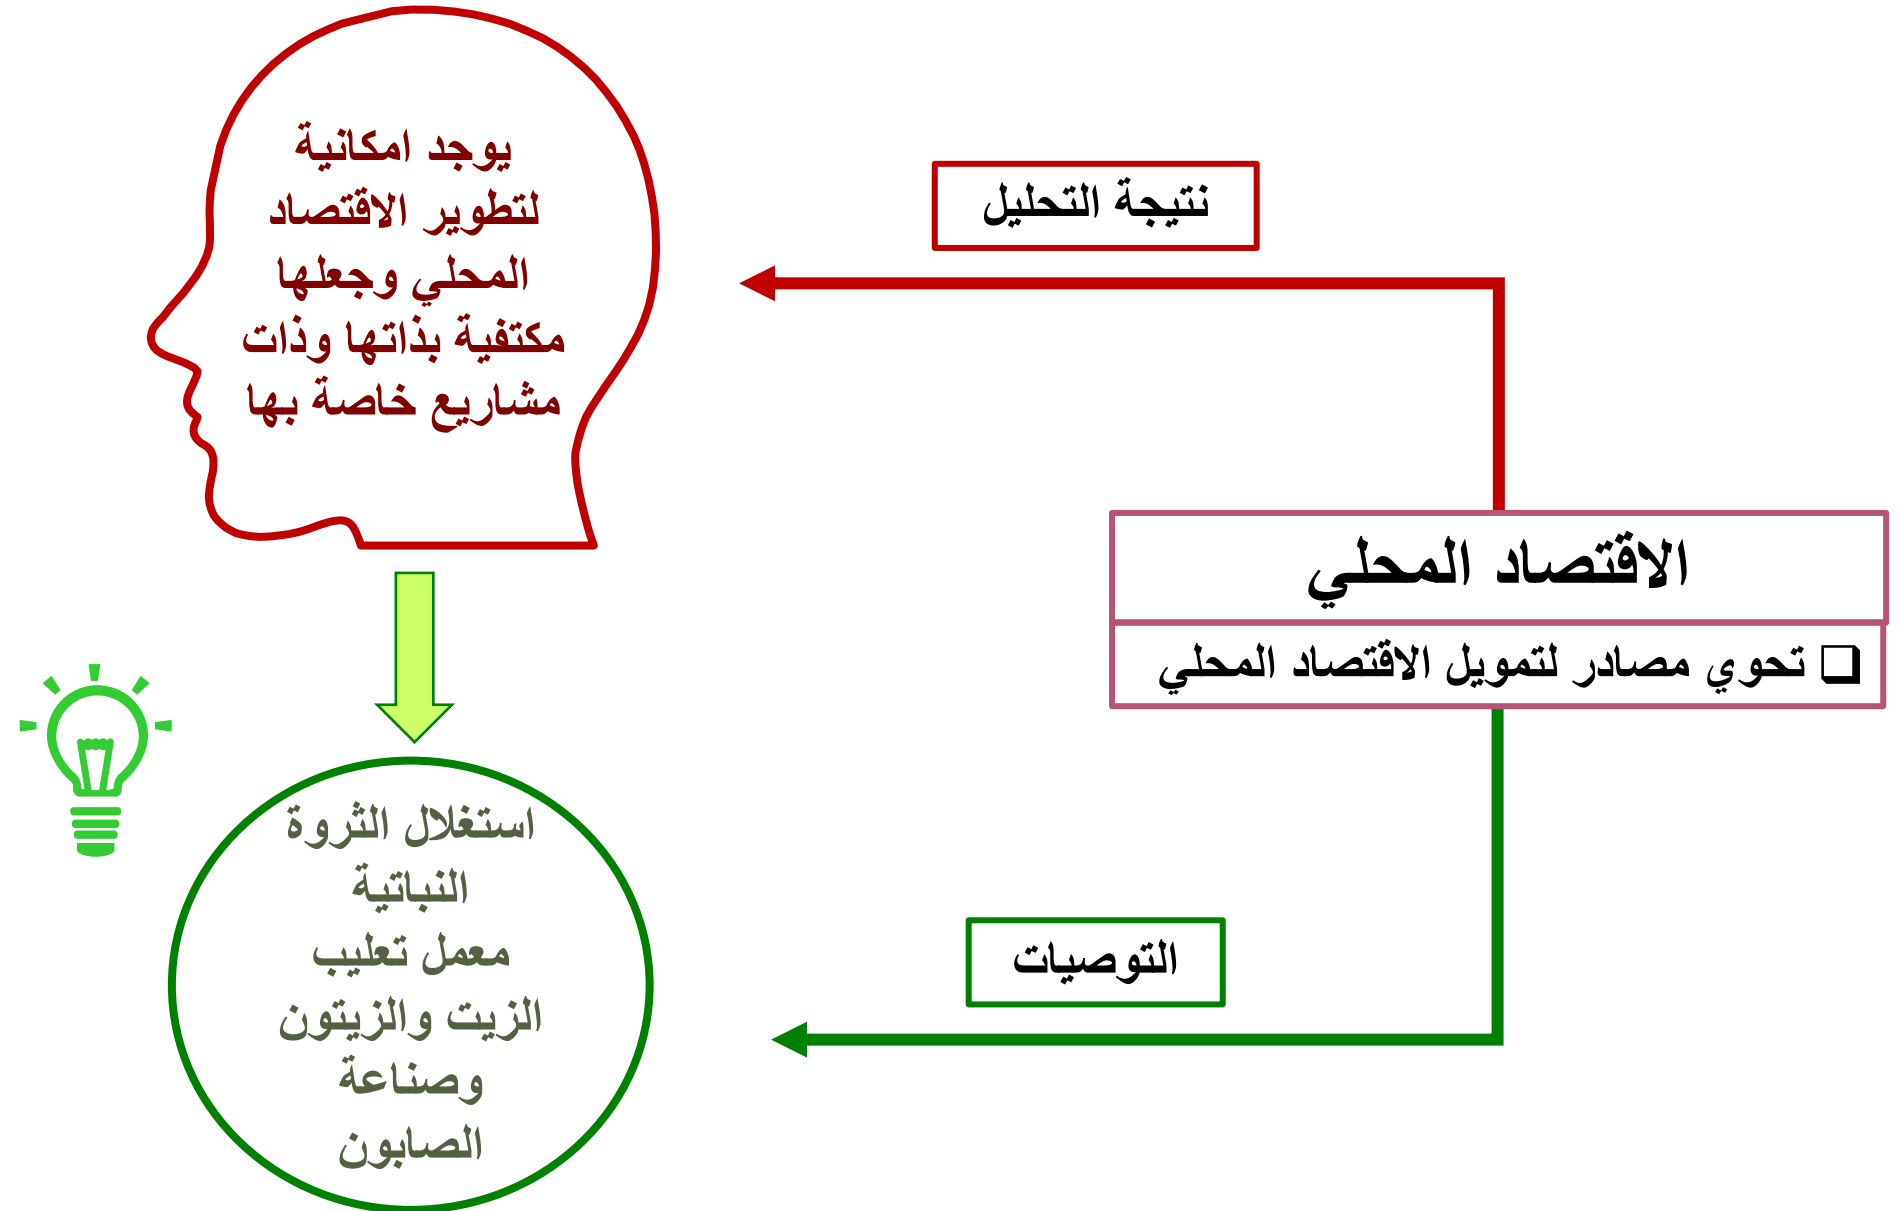 الاقتصاد المحلي
❑ تحوي مصادر لتمويل الاقتصاد المحلي
نتيجة التحليل
يوجد امكانية
لتطوير الاقتصاد
المحلي وجعلها
مكتفية بذاتها وذات
مشاريع خاصة بها
التوصيات
استغلال الثروة
النباتية
معمل تعليب
الزيت والزيتون
وصناعة
الصابون